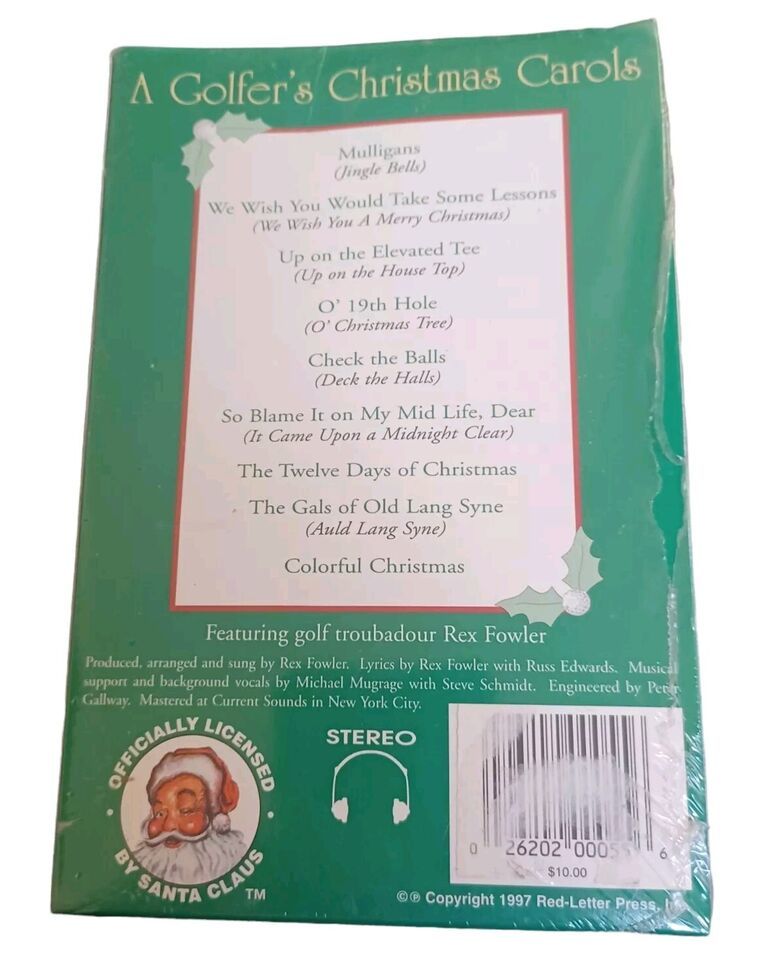 A Golfer's Christmas Carols
Mulligans
(Jingle Bells)
We Wish You Would Take Some Lessons
(We Wish You A Merry Christmas)
Up on the Elevated Tee
(Up on the House Top)
O' 19th Hole
(O' Christmas Tree)
Check the Balls
(Deck the Halls)
So Blame It on My Mid Life, Dear
(It Came Upon a Midnight Clear)
The Twelve Days of Christmas
The Gals of Old Lang Syne
(Auld Lang Syne)
Colorful Christmas
Featuring golf troubadour Rex Fowler
Produced, arranged and sung by Rex Fowler. Lyrics by Rex Fowler with Russ Edwards. Musical
support and background vocals by Michael Mugrage with Steve Schmidt. Engineered by Peter
Gallway. Mastered at Current Sounds in New York City.
• OFFICIALLY LICENSED •
BY SANTA CLAUS TM
STEREO
0 26202 0005 6
$10.00
©℗ Copyright 1997 Red-Letter Press,